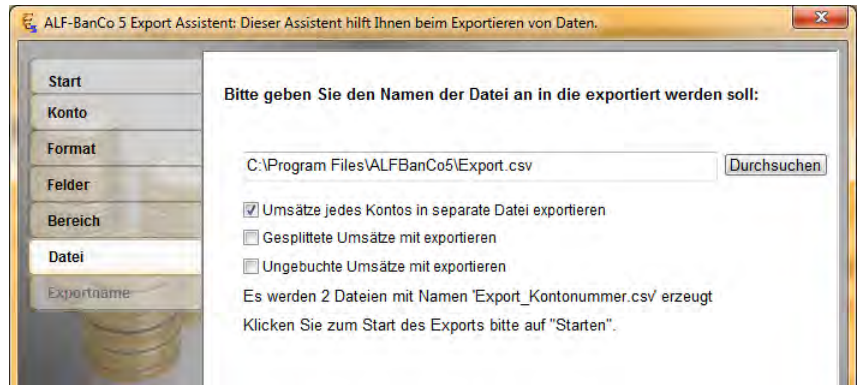 ALF-BanCo 5 Export Assistent: Dieser Assistent hilft Ihnen beim Exportieren von Daten.
Start
Konto
Format
Felder
Bereich
Datei
Exportname
Bitte geben Sie den Namen der Datei an in die exportiert werden soll:
C:\Program Files\ALFBanCo5\Export.csv
Durchsuchen
Umsätze jedes Kontos in separate Datei exportieren
Gesplittete Umsätze mit exportieren
Ungebuchte Umsätze mit exportieren
Es werden 2 Dateien mit Namen 'Export_Kontonummer.csv' erzeugt
Klicken Sie zum Start des Exports bitte auf "Starten".